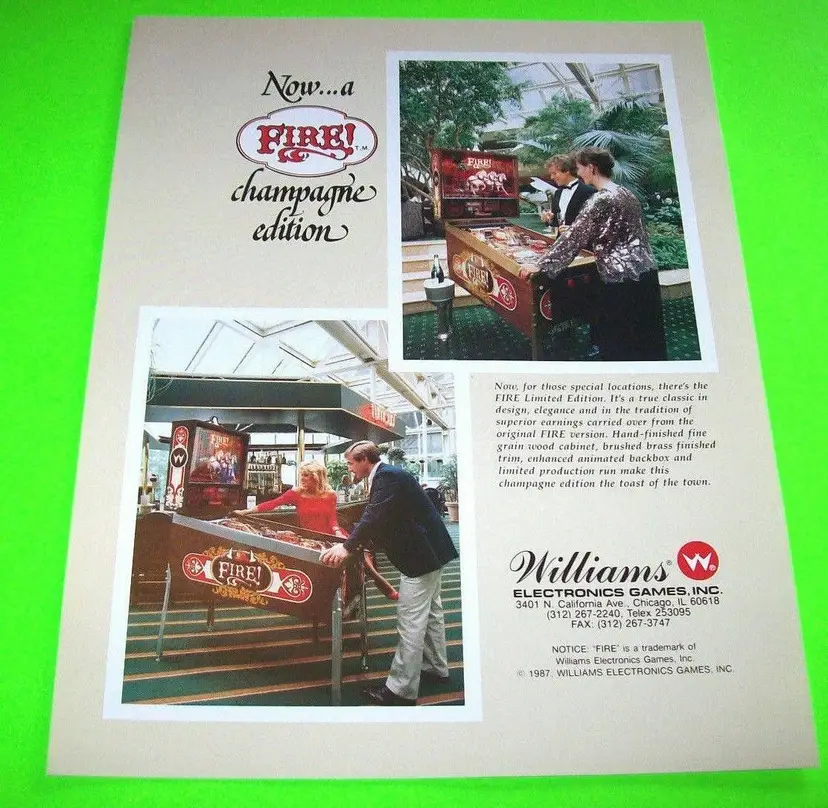 Now...a
FIRE! T.M.
champagne
edition
FIRE!
FIRE!
Now, for those special locations, there's the
FIRE Limited Edition. It's a true classic in
design, elegance and in the tradition of
superior earnings carried over from the
original FIRE version. Hand-finished fine
grain wood cabinet, brushed brass finished
trim, enhanced animated backbox and
limited production run make this
champagne edition the toast of the town.
FIRE!
W
FIRE!
Williams® W®
ELECTRONICS GAMES, INC.
3401 N. California Ave., Chicago, IL 60618
(312) 267-2240, Telex 253095
FAX: (312) 267-3747
NOTICE: "FIRE" is a trademark of
Williams Electronics Games, Inc.
© 1987. WILLIAMS ELECTRONICS GAMES, INC.